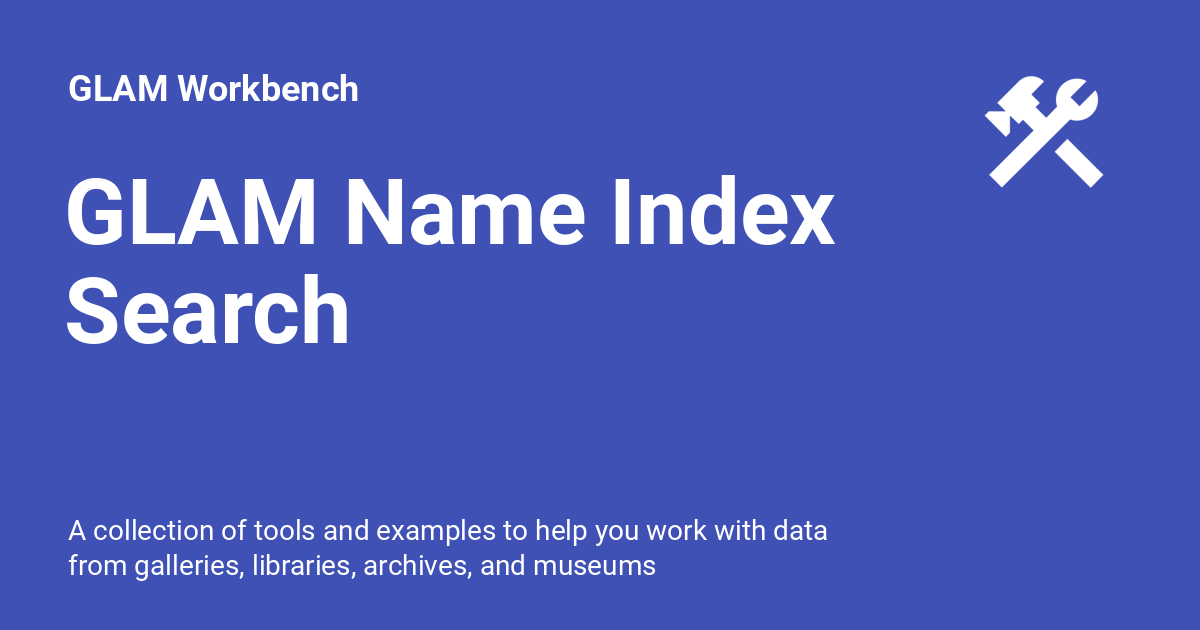 GLAM Workbench
GLAM Name Index
Search
A collection of tools and examples to help you work with data
from galleries, libraries, archives, and museums